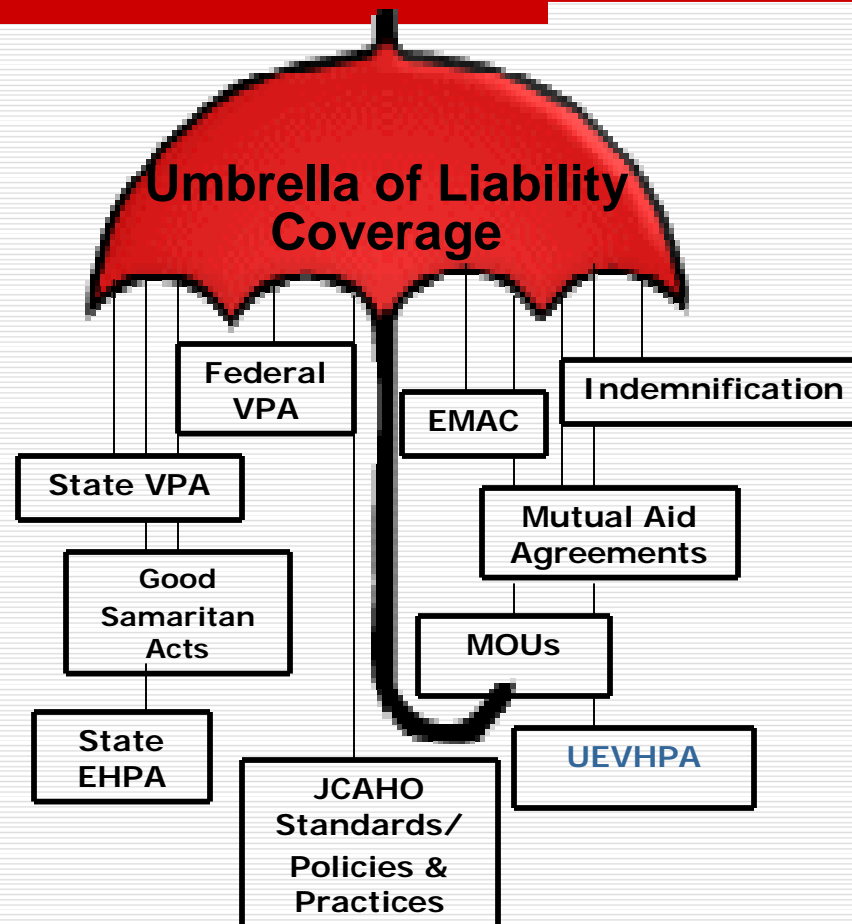 Umbrella of Liability
Coverage
Federal
VPA
Indemnification
EMAC
State VPA
Mutual Aid
Agreements
Good
Samaritan
Acts
MOUs
State
EHPA
UEVHPA
JCAHO
Standards/
Policies &
Practices